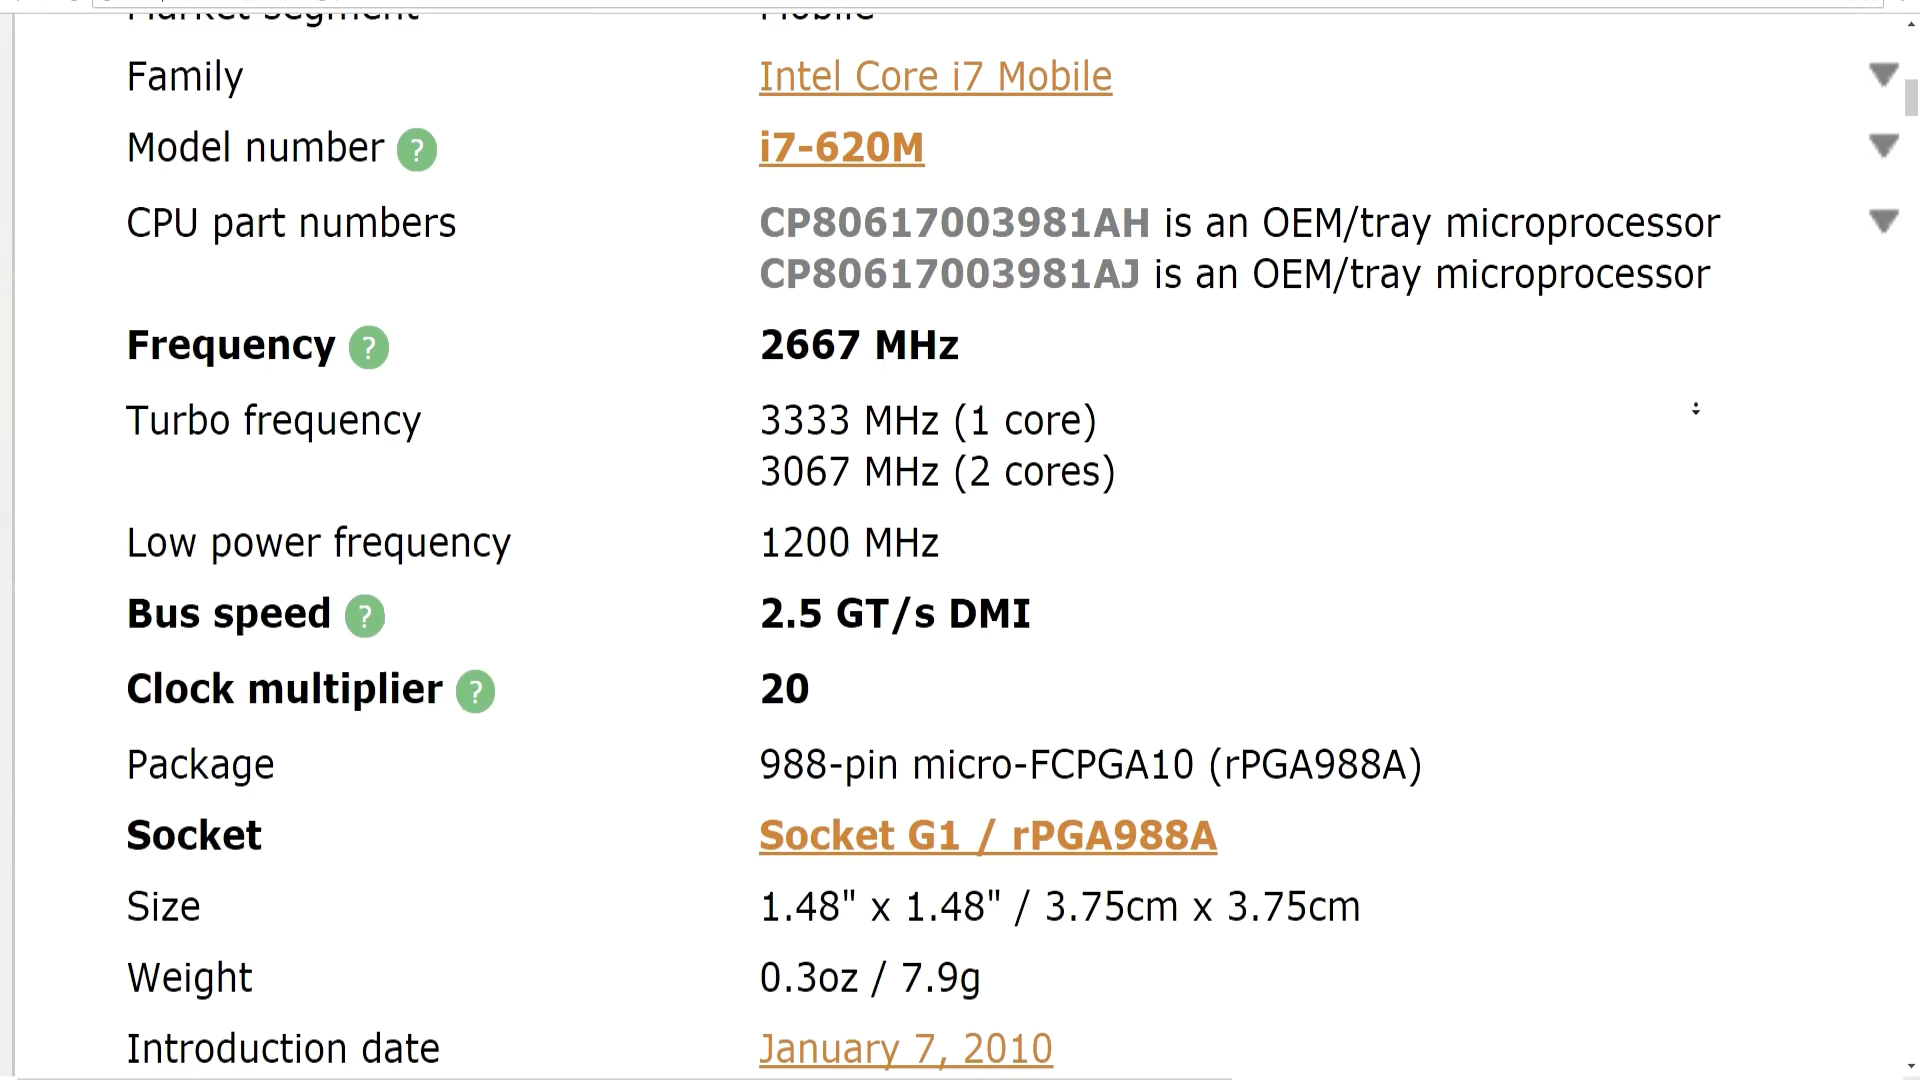 Market segment Mobile
Family Intel Core i7 Mobile
Model number ? i7-620M
CPU part numbers CP80617003981AH is an OEM/tray microprocessor
CP80617003981AJ is an OEM/tray microprocessor
Frequency ? 2667 MHz
Turbo frequency 3333 MHz (1 core)
3067 MHz (2 cores)
Low power frequency 1200 MHz
Bus speed ? 2.5 GT/s DMI
Clock multiplier ? 20
Package 988-pin micro-FCPGA10 (rPGA988A)
Socket Socket G1 / rPGA988A
Size 1.48" x 1.48" / 3.75cm x 3.75cm
Weight 0.3oz / 7.9g
Introduction date January 7, 2010